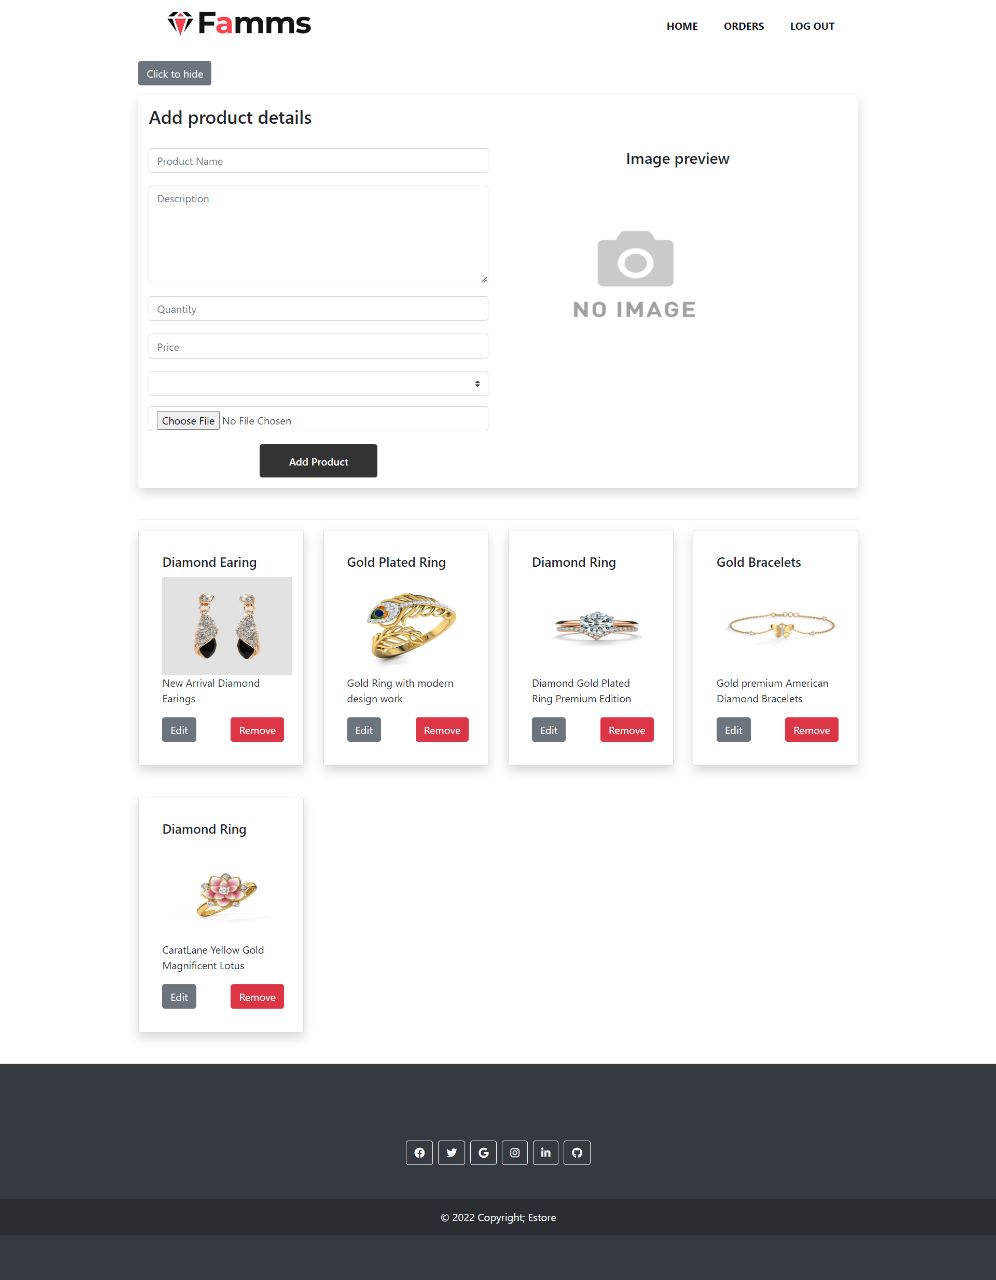 Famms
HOME ORDERS LOG OUT
Click to hide
Add product details
Product Name
Image preview
Description
NO IMAGE
Quantity
Price
Choose File No File Chosen
Add Product
Diamond Earing
New Arrival Diamond
Earings
Edit Remove
Gold Plated Ring
Gold Ring with modern
design work
Edit Remove
Diamond Ring
Diamond Gold Plated
Ring Premium Edition
Edit Remove
Gold Bracelets
Gold premium American
Diamond Bracelets
Edit Remove
Diamond Ring
CaratLane Yellow Gold
Magnificent Lotus
Edit Remove
© 2022 Copyright; Estore